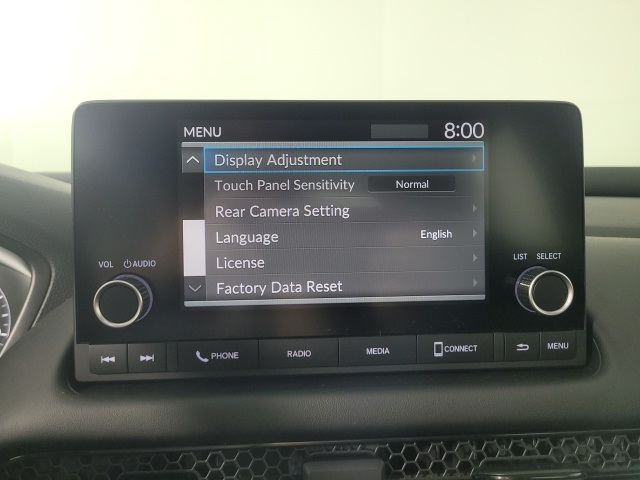 MENU 8:00
Display Adjustment
Touch Panel Sensitivity Normal
Rear Camera Setting
Language English
License
Factory Data Reset
VOL AUDIO
LIST SELECT
PHONE RADIO MEDIA CONNECT MENU